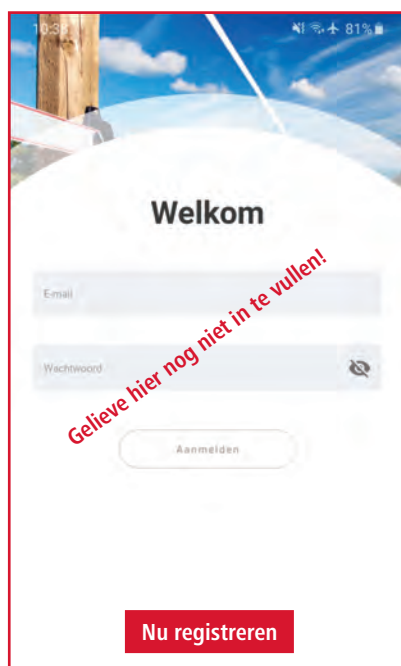 10:38
81%
Welkom
E-mail
Gelieve hier nog niet in te vullen!
Wachtwoord
Aanmelden
Nu registreren